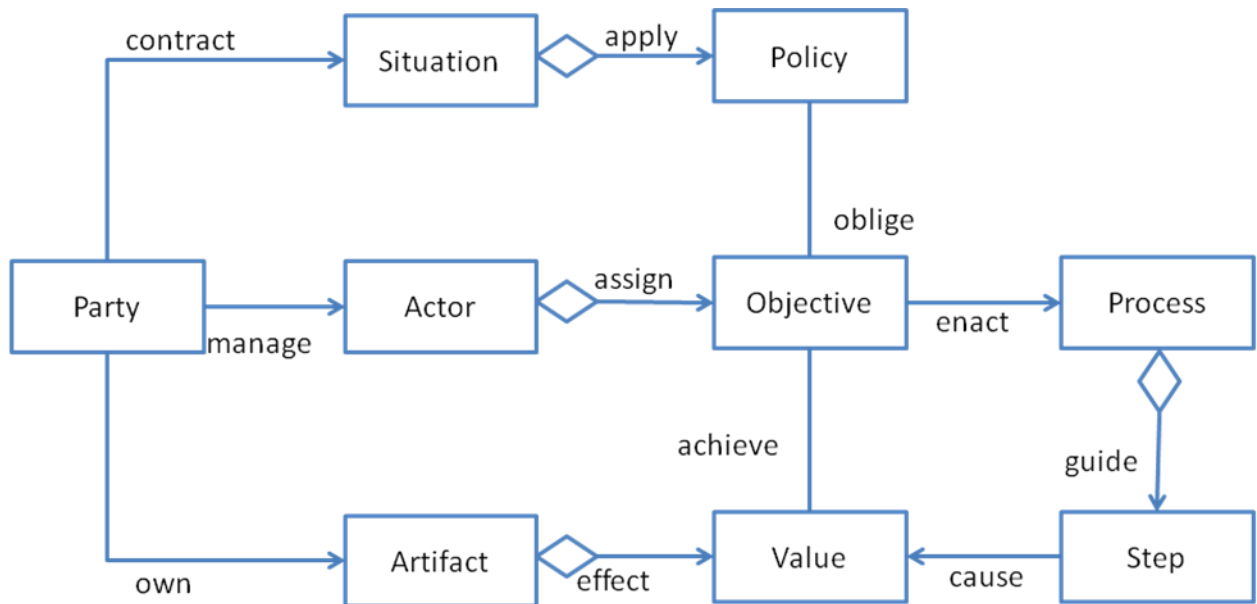 contract
Situation
apply
Policy
oblige
Party
manage
Actor
assign
Objective
enact
Process
achieve
guide
own
Artifact
effect
Value
cause
Step